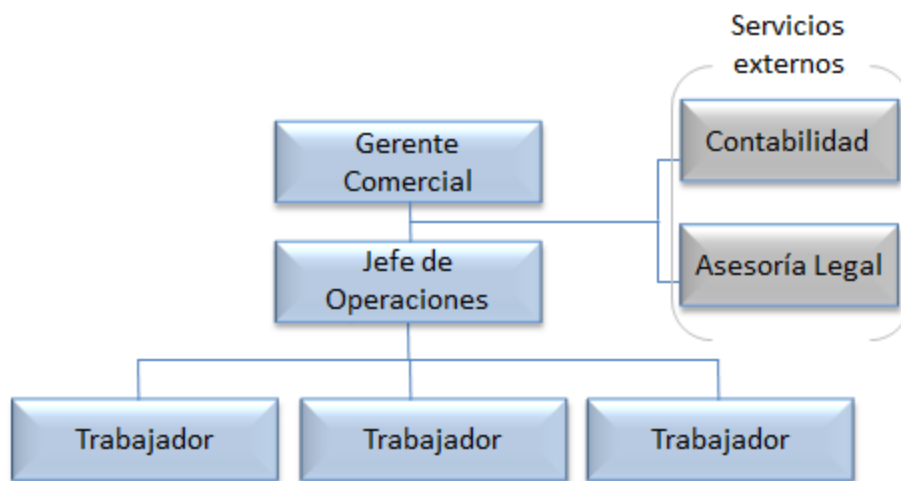 Servicios
externos
Gerente
Comercial
Contabilidad
Jefe de
Operaciones
Asesoría Legal
Trabajador
Trabajador
Trabajador